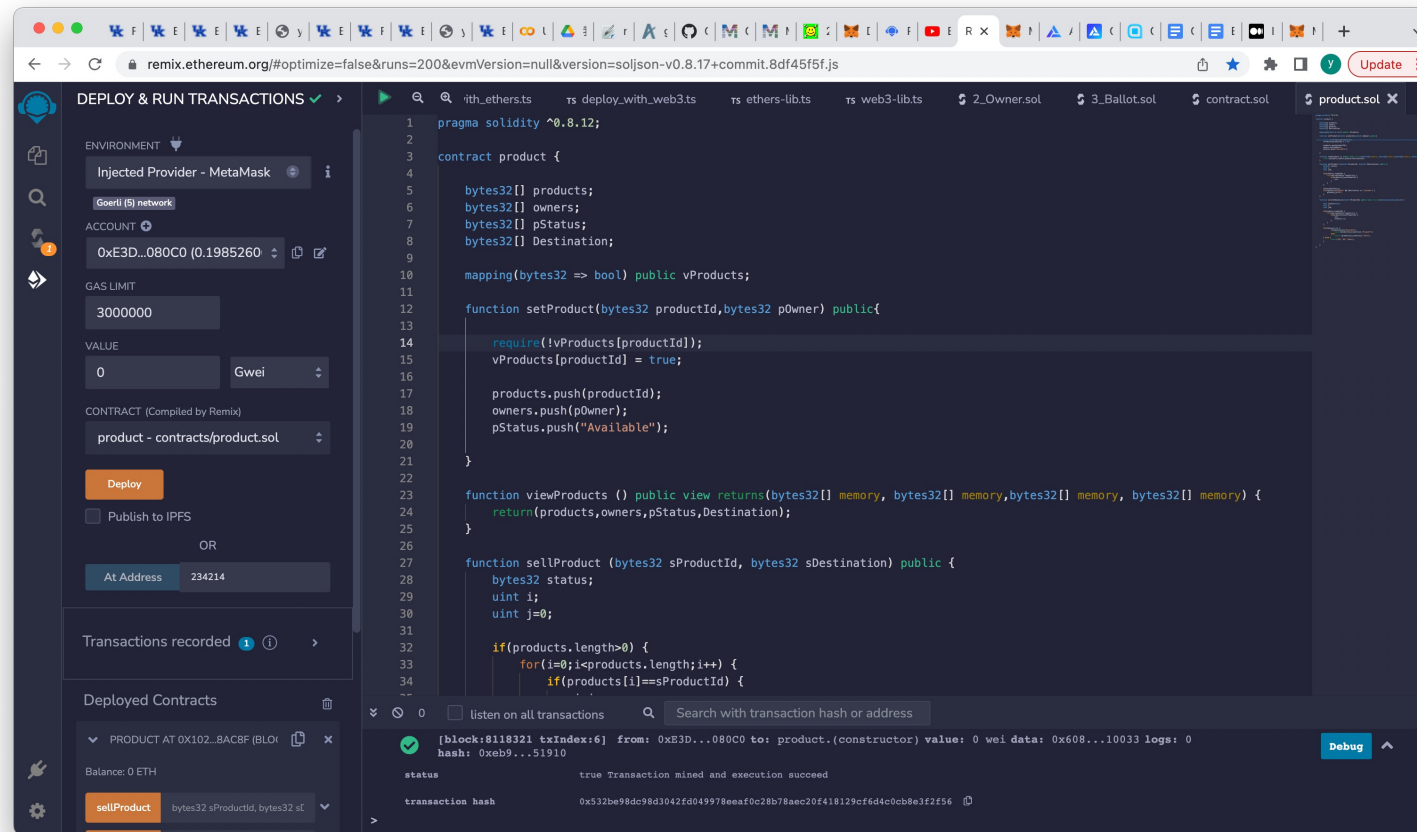 remix.ethereum.org/#optimize=false&runs=200&evmVersion=null&version=soljson-v0.8.17+commit.8df45f5f.js
Update
DEPLOY & RUN TRANSACTIONS
ENVIRONMENT
Injected Provider - MetaMask
Goerli (5) network
ACCOUNT
0xE3D...080C0 (0.1985260
GAS LIMIT
3000000
VALUE
0 Gwei
CONTRACT (Compiled by Remix)
product - contracts/product.sol
Deploy
Publish to IPFS
OR
At Address 234214
Transactions recorded 1
Deployed Contracts
PRODUCT AT 0X102...8AC8F (BLO
Balance: 0 ETH
sellProduct bytes32 sProductId, bytes32 sD
ith_ethers.ts TS deploy_with_web3.ts TS ethers-lib.ts TS web3-lib.ts 2_Owner.sol 3_Ballot.sol contract.sol product.sol
1 pragma solidity ^0.8.12;
2
3 contract product {
4
5 bytes32[] products;
6 bytes32[] owners;
7 bytes32[] pStatus;
8 bytes32[] Destination;
9
10 mapping(bytes32 => bool) public vProducts;
11
12 function setProduct(bytes32 productId,bytes32 pOwner) public{
13
14 require(!vProducts[productId]);
15 vProducts[productId] = true;
16
17 products.push(productId);
18 owners.push(pOwner);
19 pStatus.push("Available");
20
21 }
22
23 function viewProducts () public view returns(bytes32[] memory, bytes32[] memory,bytes32[] memory, bytes32[] memory) {
24 return(products,owners,pStatus,Destination);
25 }
26
27 function sellProduct (bytes32 sProductId, bytes32 sDestination) public {
28 bytes32 status;
29 uint i;
30 uint j=0;
31
32 if(products.length>0) {
33 for(i=0;i<products.length;i++) {
34 if(products[i]==sProductId) {
0 listen on all transactions Search with transaction hash or address
[block:8118321 txIndex:6] from: 0xE3D...080C0 to: product.(constructor) value: 0 wei data: 0x608...10033 logs: 0
hash: 0xeb9...51910
Debug
status true Transaction mined and execution succeed
transaction hash 0x532be98dc98d3042fd049978eeaf0c28b78aec20f418129cf6d4c0cb8e3f2f56
>